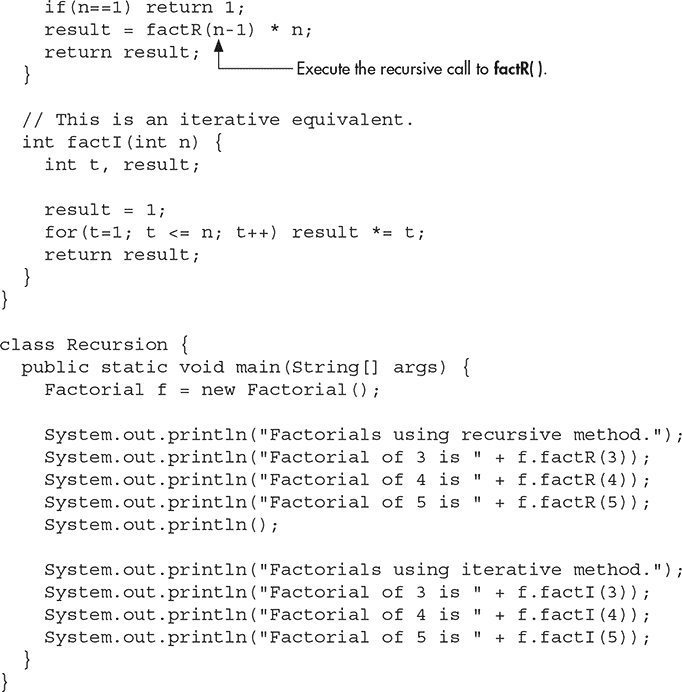 if(n==1) return 1;
    result = factR(n-1) * n;
    return result;
Execute the recursive call to factR( ).
  }

  // This is an iterative equivalent.
  int factI(int n) {
    int t, result;

    result = 1;
    for(t=1; t <= n; t++) result *= t;
    return result;
  }
}

class Recursion {
  public static void main(String[] args) {
    Factorial f = new Factorial();

    System.out.println("Factorials using recursive method.");
    System.out.println("Factorial of 3 is " + f.factR(3));
    System.out.println("Factorial of 4 is " + f.factR(4));
    System.out.println("Factorial of 5 is " + f.factR(5));
    System.out.println();

    System.out.println("Factorials using iterative method.");
    System.out.println("Factorial of 3 is " + f.factI(3));
    System.out.println("Factorial of 4 is " + f.factI(4));
    System.out.println("Factorial of 5 is " + f.factI(5));
  }
}